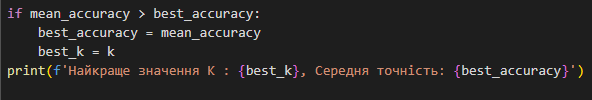 if mean_accuracy > best_accuracy:
    best_accuracy = mean_accuracy
    best_k = k
print(f'Найкраще значення K : {best_k}, Середня точність: {best_accuracy}')